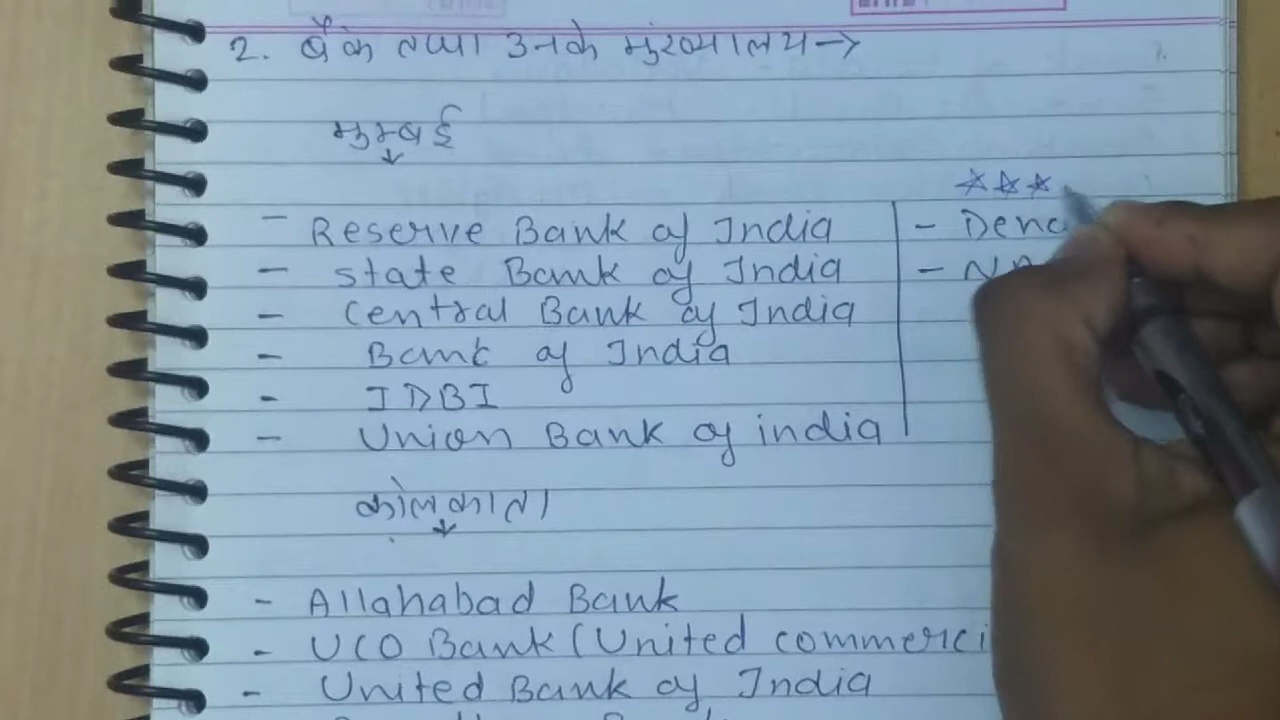 2. बैंक तथा उनके मुख्यालय →
मुम्बई
↓
- Reserve Bank of India
- state Bank of India
- Central Bank of India
- Bank of India
- IDBI
- Union Bank of india
- Dena
कोलकाता
↓
- Allahabad Bank
- UCO Bank (United commerci
- United Bank of India